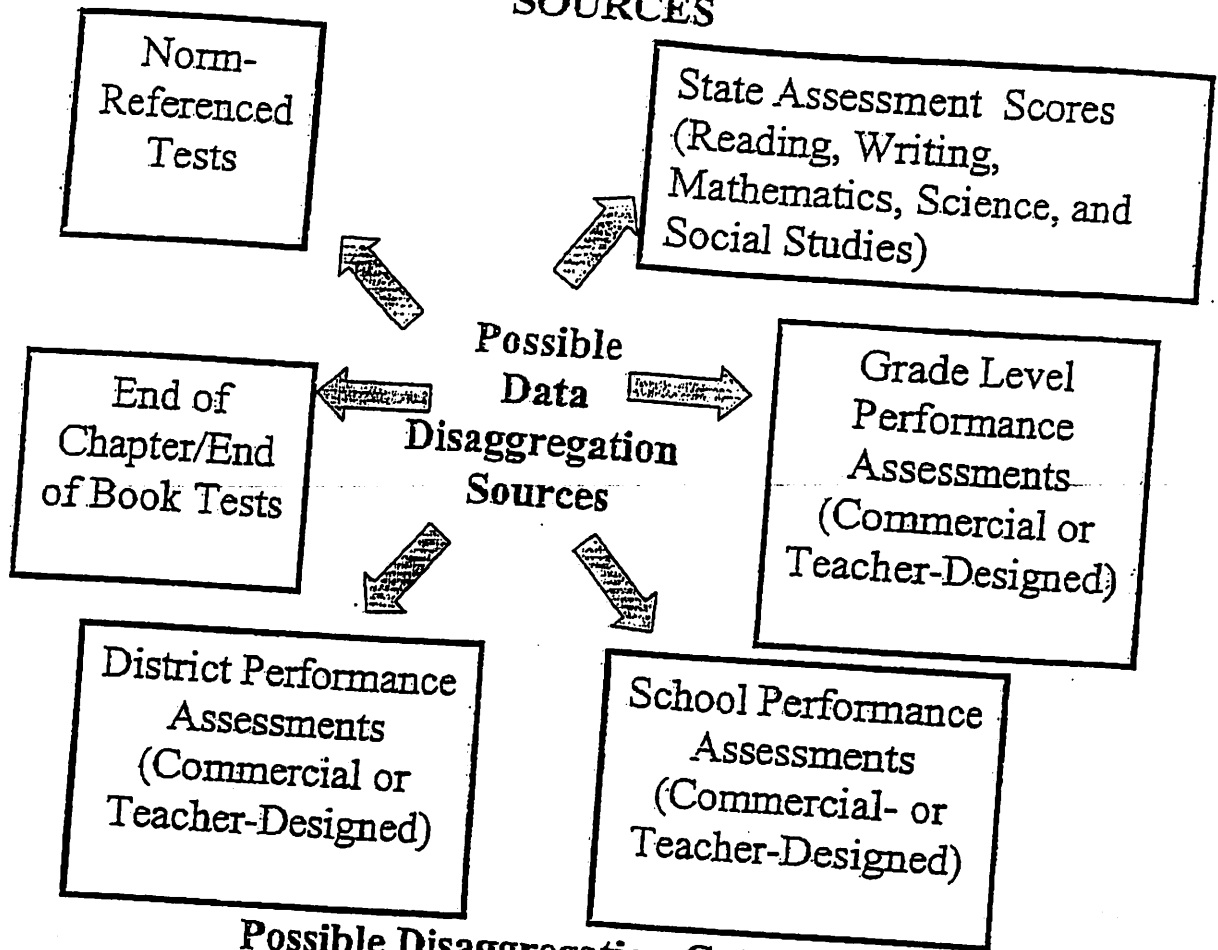 SOURCES
Norm-
Referenced
Tests
State Assessment Scores
(Reading, Writing,
Mathematics, Science, and
Social Studies)
Possible
Data
Disaggregation
Sources
End of
Chapter/End
of Book Tests
Grade Level
Performance
Assessments
(Commercial or
Teacher-Designed)
District Performance
Assessments
(Commercial or
Teacher-Designed)
School Performance
Assessments
(Commercial- or
Teacher-Designed)
Possible Disaggregation